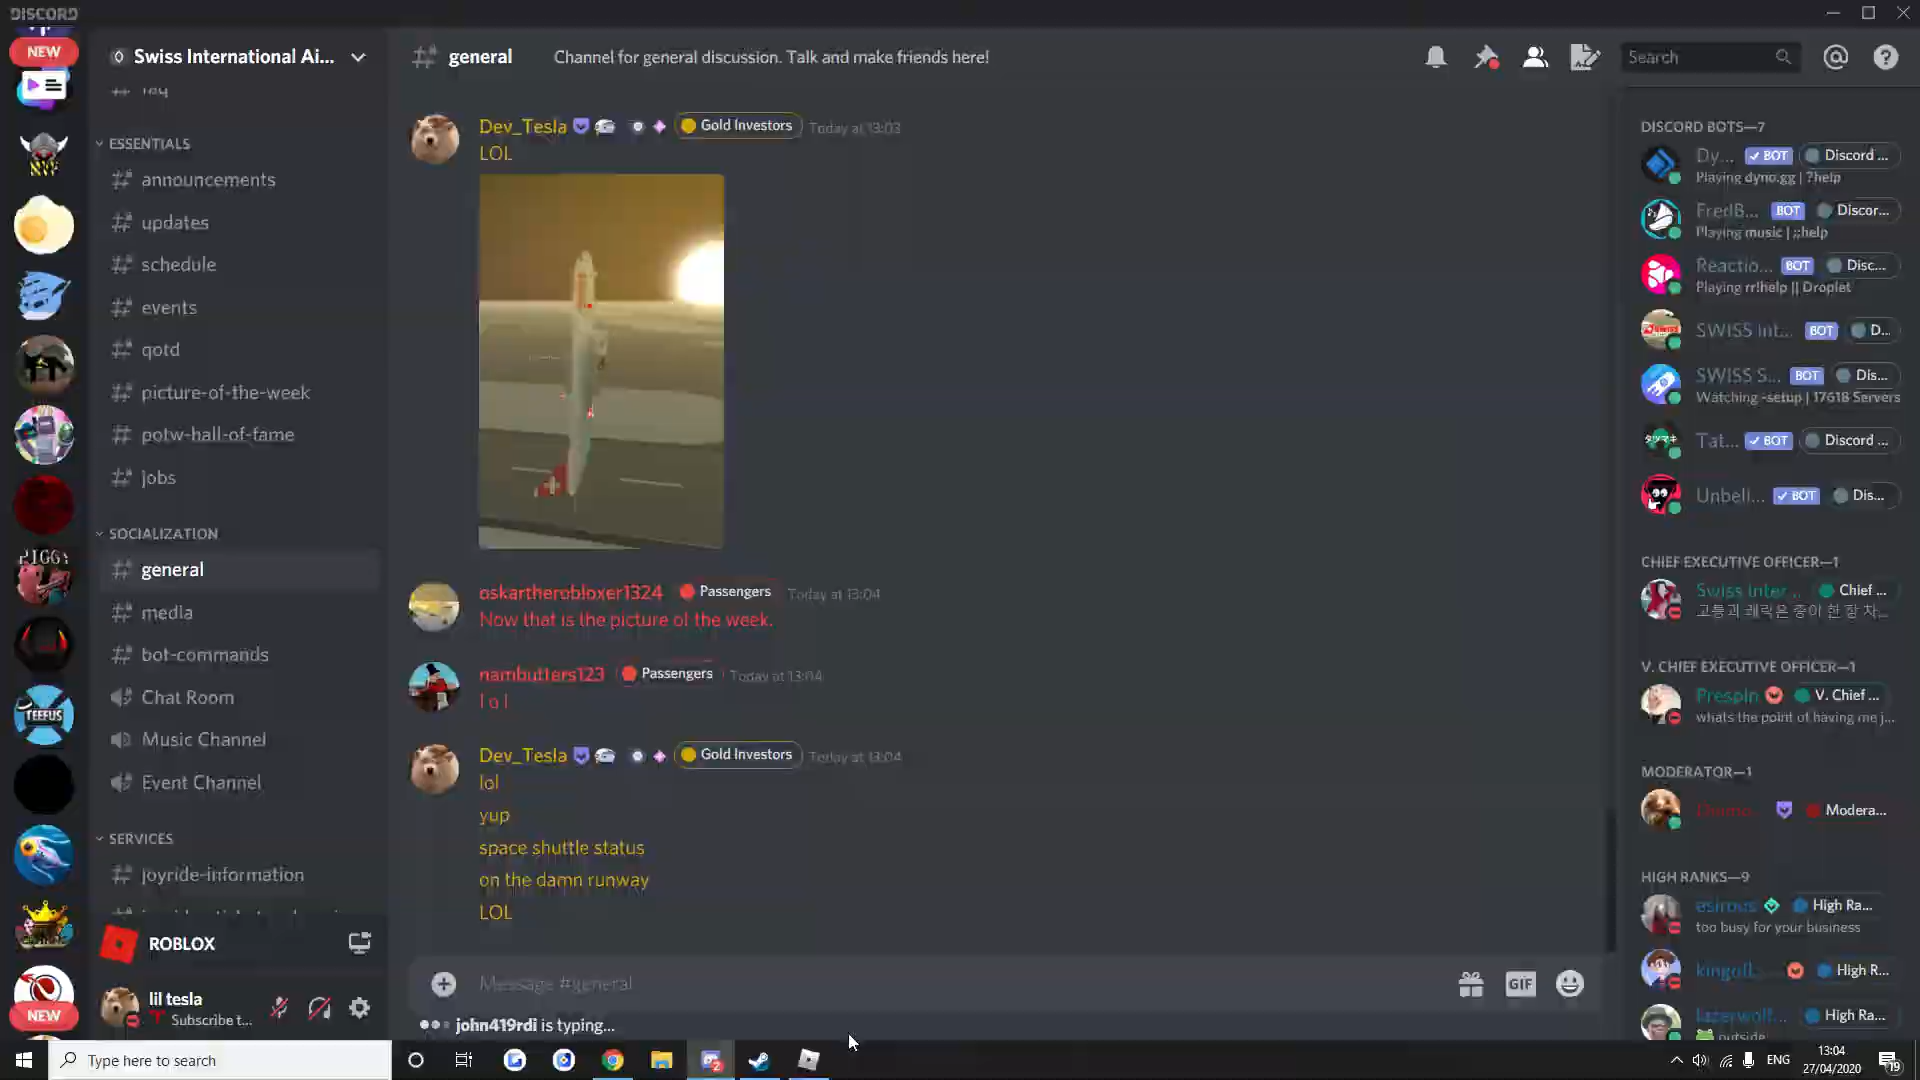 DISCORD
NEW
Swiss International Ai...
ESSENTIALS
announcements
updates
schedule
events
qotd
picture-of-the-week
potw-hall-of-fame
jobs
SOCIALIZATION
general
media
bot-commands
Chat Room
Music Channel
Event Channel
SERVICES
joyride-information
ROBLOX
lil tesla
Subscribe t...
PIGGY
TEEFUS
NEW
general
Channel for general discussion. Talk and make friends here!
Search
Dev_Tesla Gold Investors Today at 13:03
LOL
oskartherobloxer1324 Passengers Today at 13:04
Now that is the picture of the week.
nambutters123 Passengers Today at 13:04
l o l
Dev_Tesla Gold Investors Today at 13:04
lol
yup
space shuttle status
on the damn runway
LOL
Message #general
GIF
john419rdi is typing...
DISCORD BOTS—7
Dy... BOT Discord ...
Playing dyno.gg | ?help
FredB... BOT Discor...
Playing music | ;;help
Reactio... BOT Disc...
Playing rr!help || Droplet
SWISS Int... BOT D...
SWISS S... BOT Dis...
Watching -setup | 17618 Servers
Tat... BOT Discord ...
Unbeli... BOT Dis...
CHIEF EXECUTIVE OFFICER—1
Swiss Inter... Chief ...
V. CHIEF EXECUTIVE OFFICER—1
Prespin V. Chief ...
whats the point of having me j...
MODERATOR—1
Modera...
HIGH RANKS—9
High Ra...
too busy for your business
High R...
lazerwolf... High Ra...
outside
Type here to search
2
ENG
13:04
27/04/2020
19